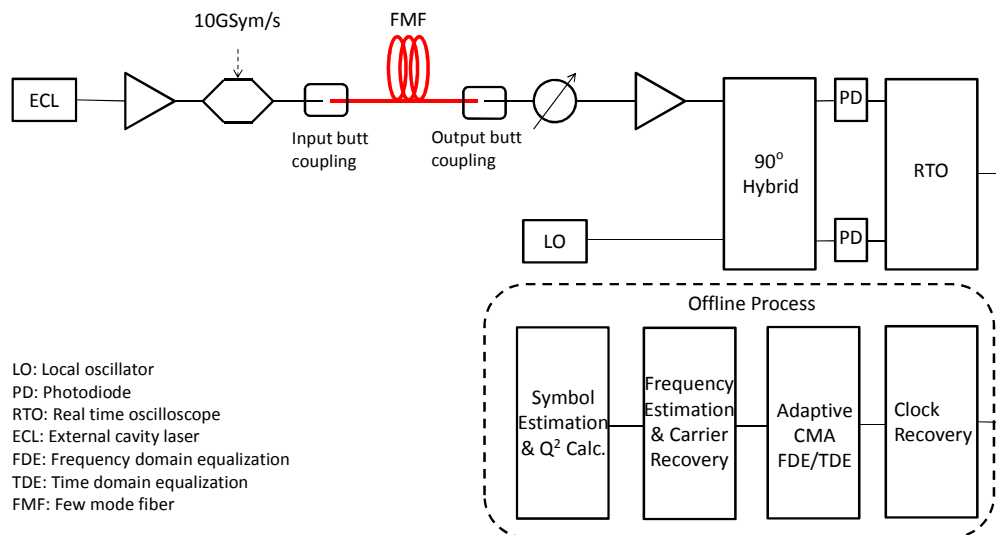 10GSym/s
FMF
ECL
Input butt
coupling
Output butt
coupling
90o
Hybrid
PD
PD
RTO
LO
Offline Process
Symbol
Estimation
& Q² Calc.
Frequency
Estimation
& Carrier
Recovery
Adaptive
CMA
FDE/TDE
Clock
Recovery
LO: Local oscillator
PD: Photodiode
RTO: Real time oscilloscope
ECL: External cavity laser
FDE: Frequency domain equalization
TDE: Time domain equalization
FMF: Few mode fiber